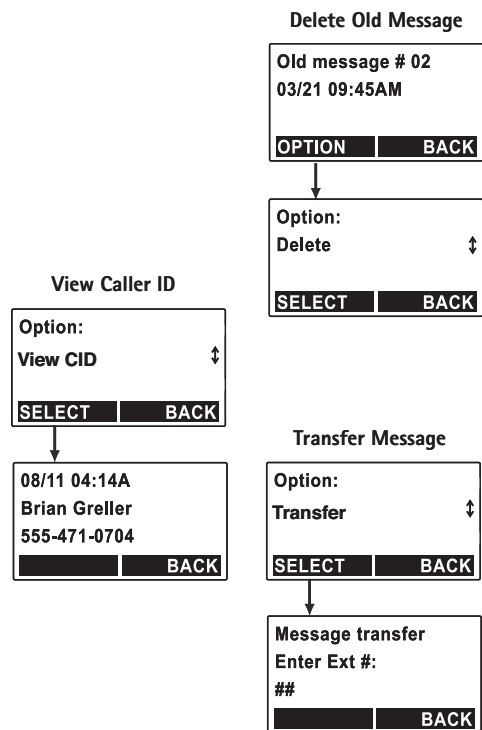 Delete Old Message
Old message # 02
03/21 09:45AM
OPTION BACK
Option:
Delete ⇕
SELECT BACK
View Caller ID
Option:
View CID ⇕
SELECT BACK
08/11 04:14A
Brian Greller
555-471-0704
BACK
Transfer Message
Option:
Transfer ⇕
SELECT BACK
Message transfer
Enter Ext #:
##
BACK